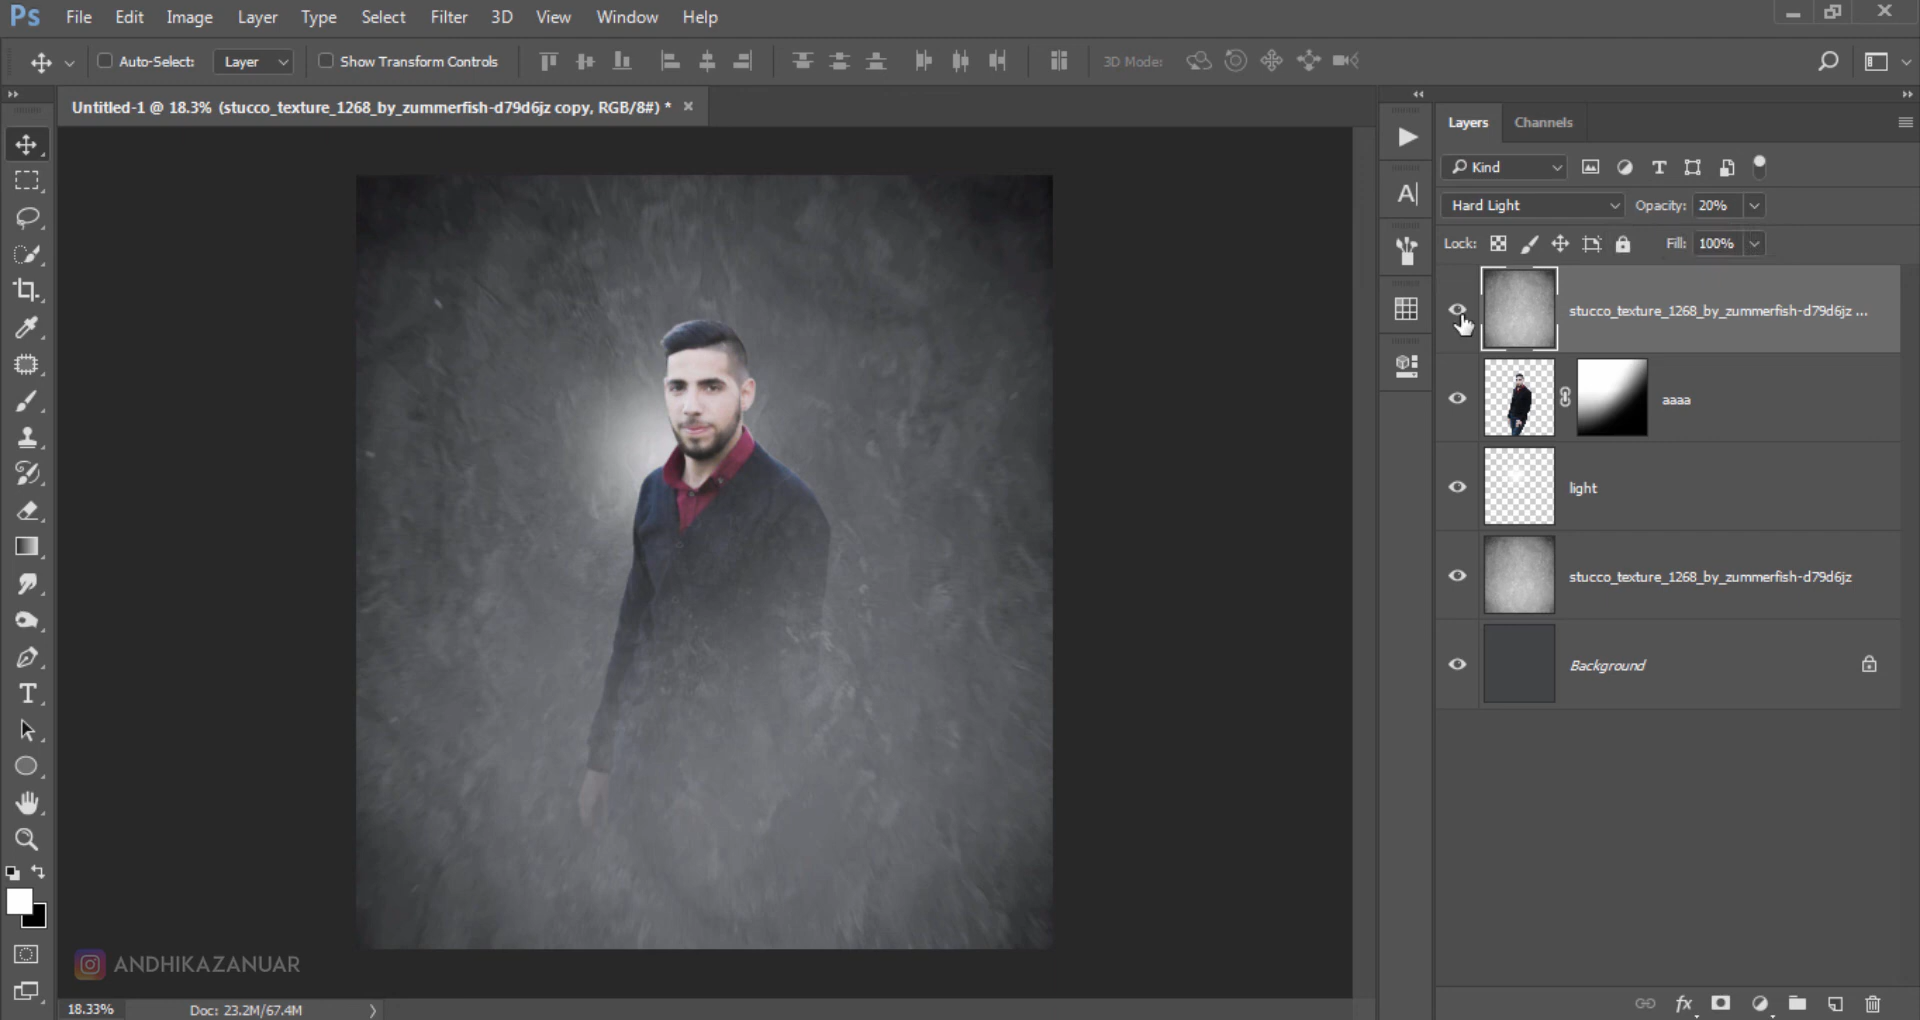 Ps File Edit Image Layer Type Select Filter 3D View Window Help
Auto-Select: Layer Show Transform Controls 3D Mode:
Untitled-1 @ 18.3% (stucco_texture_1268_by_zummerfish-d79d6jz copy, RGB/8#) *
Layers Channels
Kind
Hard Light Opacity: 20%
Lock: Fill: 100%
stucco_texture_1268_by_zummerfish-d79d6jz ...
aaaa
light
stucco_texture_1268_by_zummerfish-d79d6jz
Background
ANDHIKAZANUAR
18.33% Doc: 23.2M/67.4M